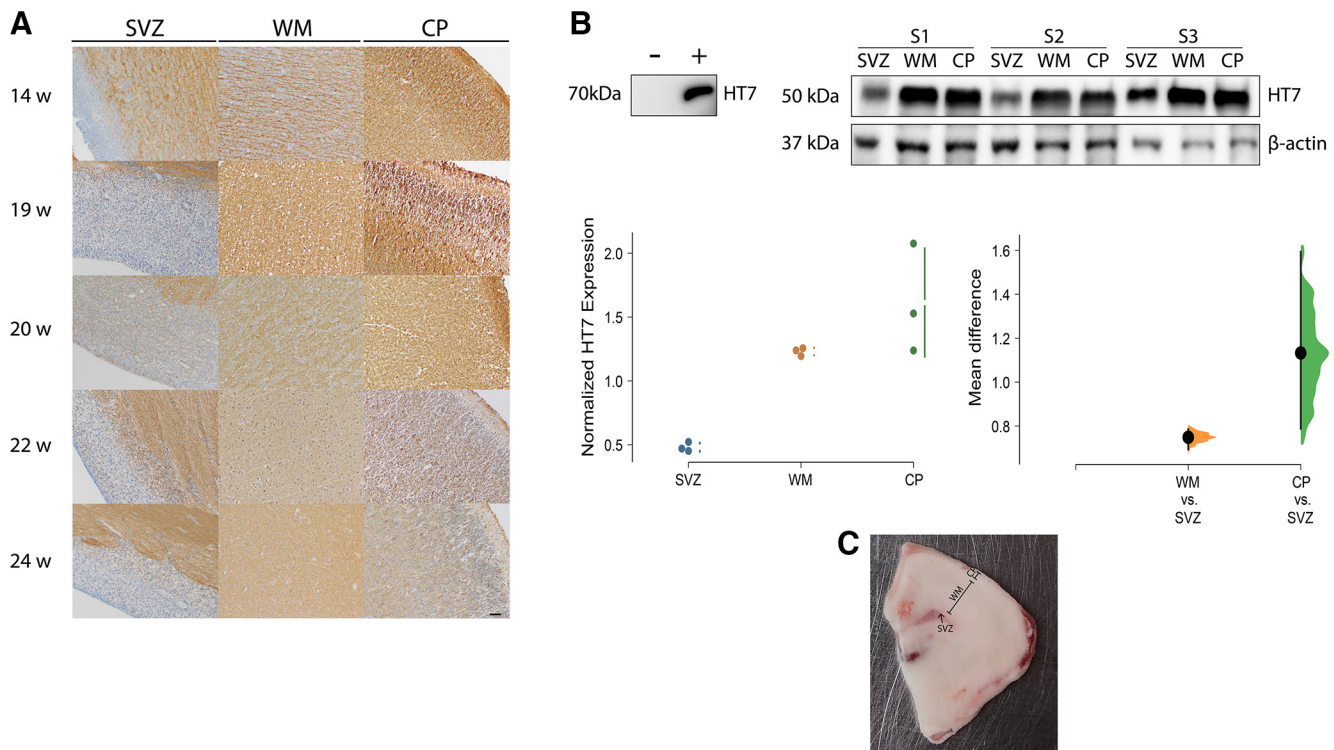 A
SVZ WM CP
14 w
19 w
20 w
22 w
24 w
B
- +
70kDa HT7
S1 S2 S3
SVZ WM CP SVZ WM CP SVZ WM CP
50 kDa HT7
37 kDa β-actin
Normalized HT7 Expression
2.0
1.5
1.0
0.5
SVZ WM CP
Mean difference
1.6
1.4
1.2
1.0
0.8
WM CP
vs. vs.
SVZ SVZ
C
CP
WM
SVZ